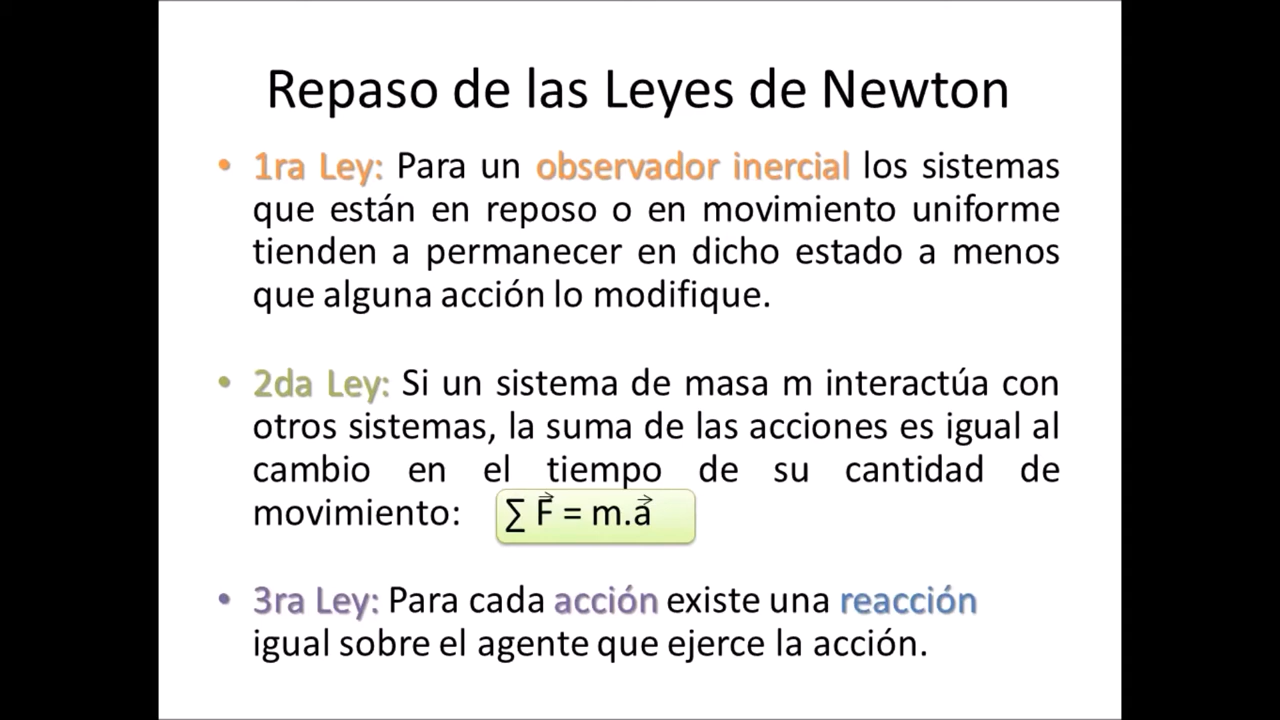 Repaso de las Leyes de Newton
• 1ra Ley: Para un observador inercial los sistemas
que están en reposo o en movimiento uniforme
tienden a permanecer en dicho estado a menos
que alguna acción lo modifique.
• 2da Ley: Si un sistema de masa m interactúa con
otros sistemas, la suma de las acciones es igual al
cambio en el tiempo de su cantidad de
movimiento: ∑ F⃗ = m.a⃗
• 3ra Ley: Para cada acción existe una reacción
igual sobre el agente que ejerce la acción.